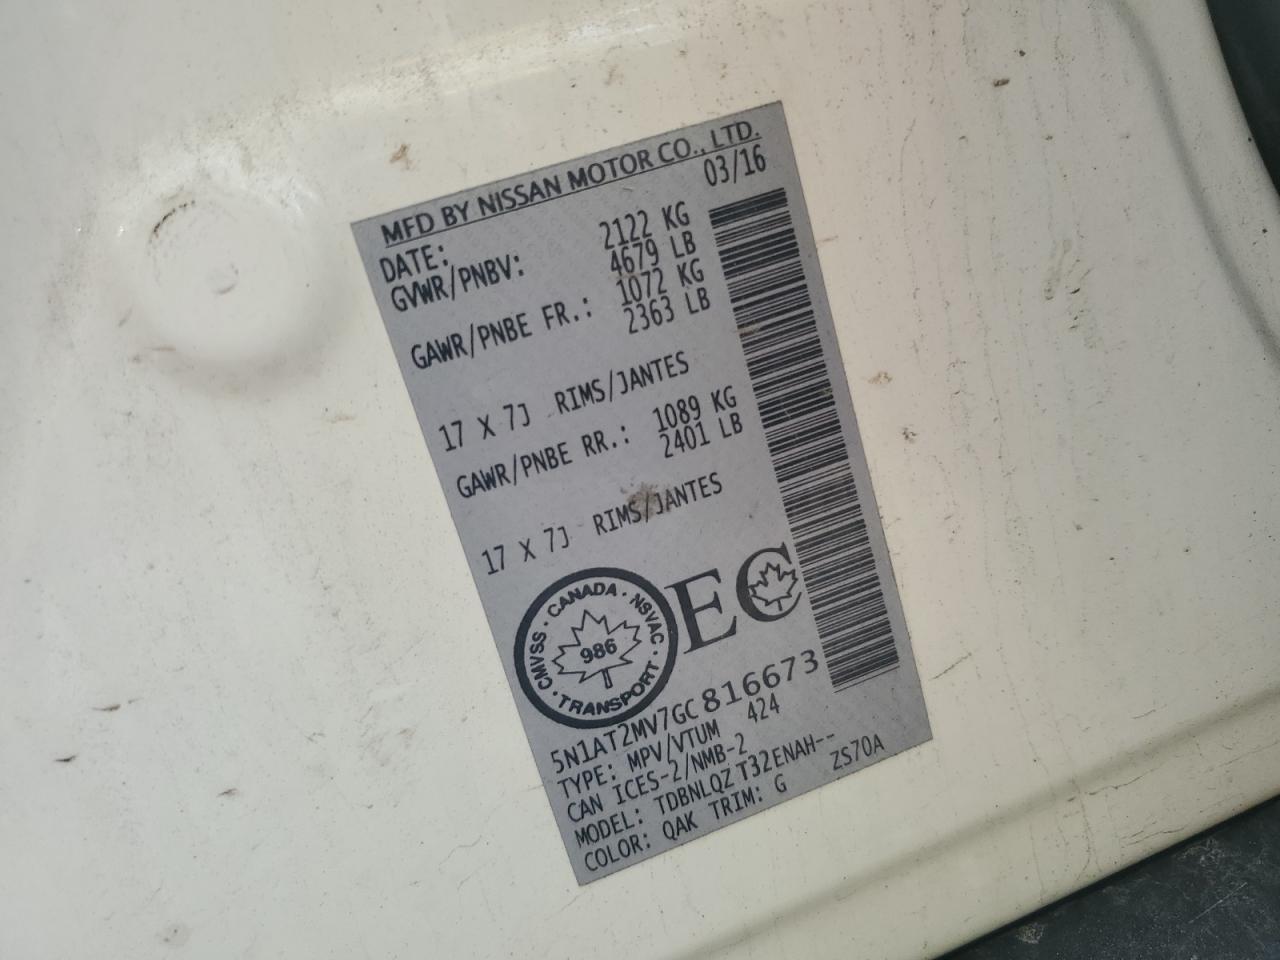 MFD BY NISSAN MOTOR CO., LTD.
DATE: 03/16
GVWR/PNBV: 2122 KG
4679 LB
GAWR/PNBE FR.: 1072 KG
2363 LB
17 X 7J RIMS/JANTES
GAWR/PNBE RR.: 1089 KG
2401 LB
17 X 7J RIMS/JANTES
CMVSS · CANADA · NSVAC · TRANSPORT ·
986
EC
5N1AT2MV7GC816673
TYPE: MPV/VTUM 424
CAN ICES-2/NMB-2
MODEL: TDBNLQZ T32ENAH--
COLOR: QAK TRIM: G ZS70A